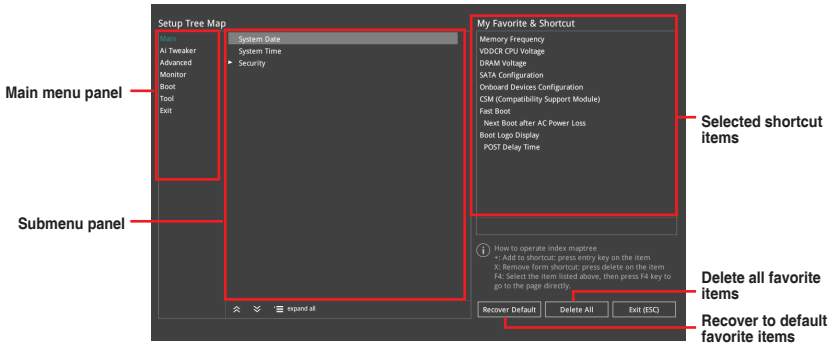 Setup Tree Map
My Favorite & Shortcut
Main
Ai Tweaker
Advanced
Monitor
Boot
Tool
Exit
System Date
System Time
Security
Memory Frequency
VDDCR CPU Voltage
DRAM Voltage
SATA Configuration
Onboard Devices Configuration
CSM (Compatibility Support Module)
Fast Boot
Next Boot after AC Power Loss
Boot Logo Display
POST Delay Time
Main menu panel
Submenu panel
Selected shortcut
items
How to operate index maptree
+: Add to shortcut: press entry key on the item
X: Remove form shortcut: press delete on the item
F4: Select the item listed above, then press F4 key to
go to the page directly.
expand all
Recover Default
Delete All
Exit (ESC)
Delete all favorite
items
Recover to default
favorite items